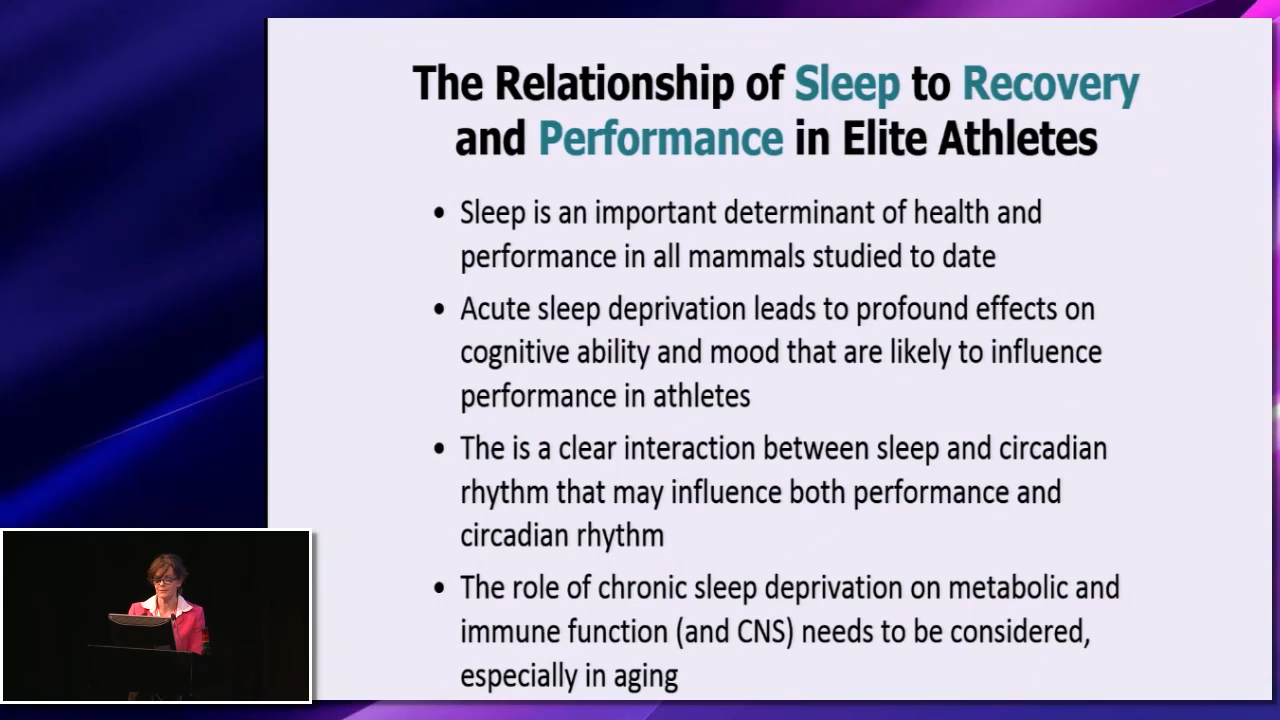 The Relationship of Sleep to Recovery
and Performance in Elite Athletes
• Sleep is an important determinant of health and
performance in all mammals studied to date
• Acute sleep deprivation leads to profound effects on
cognitive ability and mood that are likely to influence
performance in athletes
• The is a clear interaction between sleep and circadian
rhythm that may influence both performance and
circadian rhythm
• The role of chronic sleep deprivation on metabolic and
immune function (and CNS) needs to be considered,
especially in aging